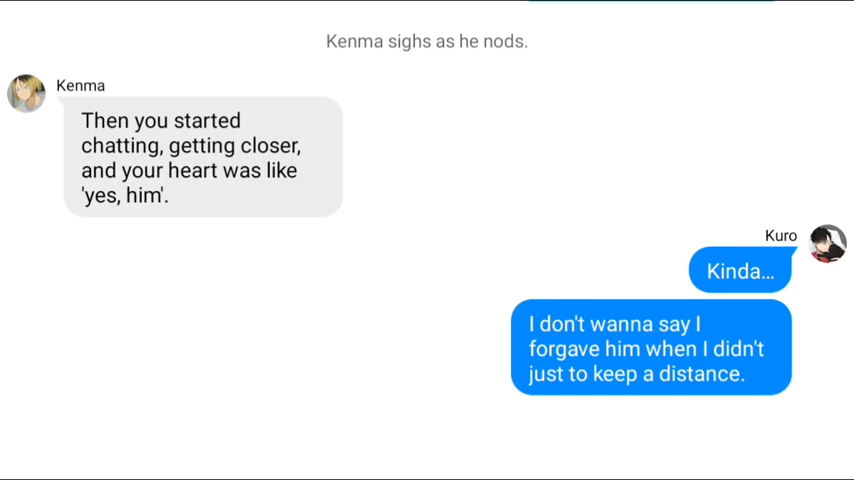 Kenma sighs as he nods.
Kenma
Then you started
chatting, getting closer,
and your heart was like
'yes, him'.
Kuro
Kinda...
I don't wanna say I
forgave him when I didn't
just to keep a distance.